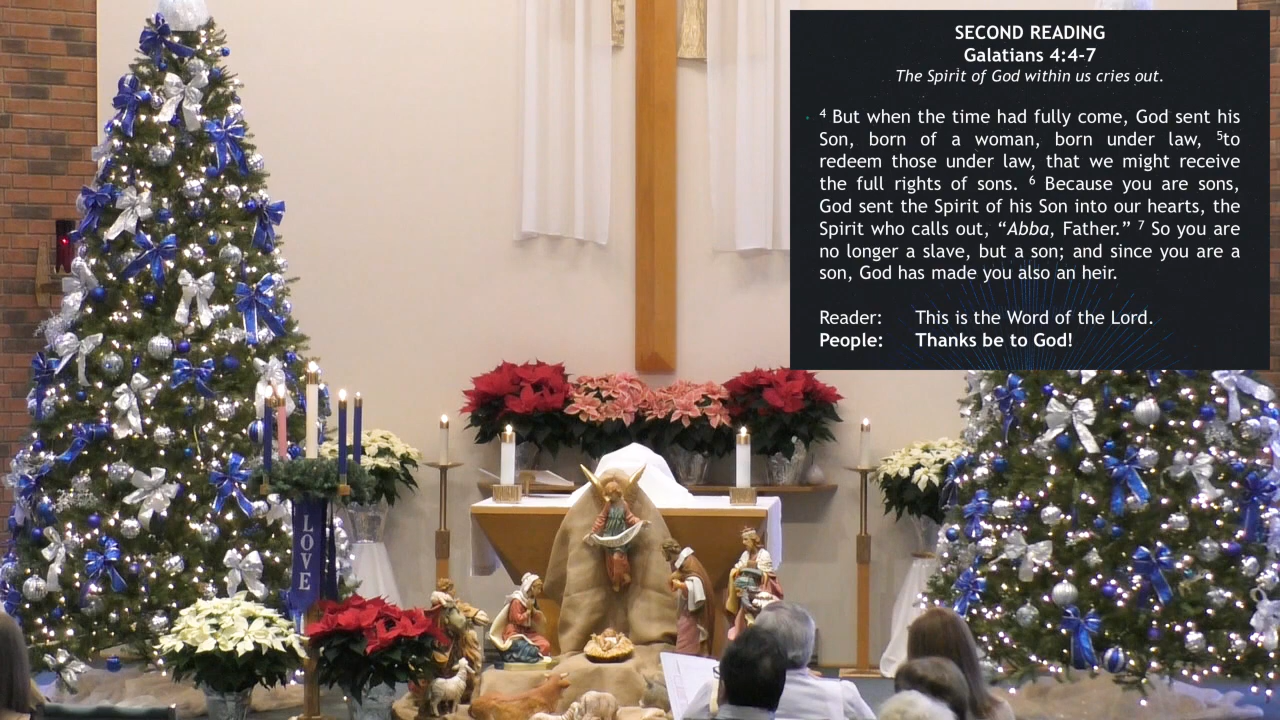 SECOND READING
Galatians 4:4-7
The Spirit of God within us cries out.
4 But when the time had fully come, God sent his
Son, born of a woman, born under law, 5to
redeem those under law, that we might receive
the full rights of sons. 6 Because you are sons,
God sent the Spirit of his Son into our hearts, the
Spirit who calls out, “Abba, Father.” 7 So you are
no longer a slave, but a son; and since you are a
son, God has made you also an heir.
Reader: This is the Word of the Lord.
People: Thanks be to God!
LOVE